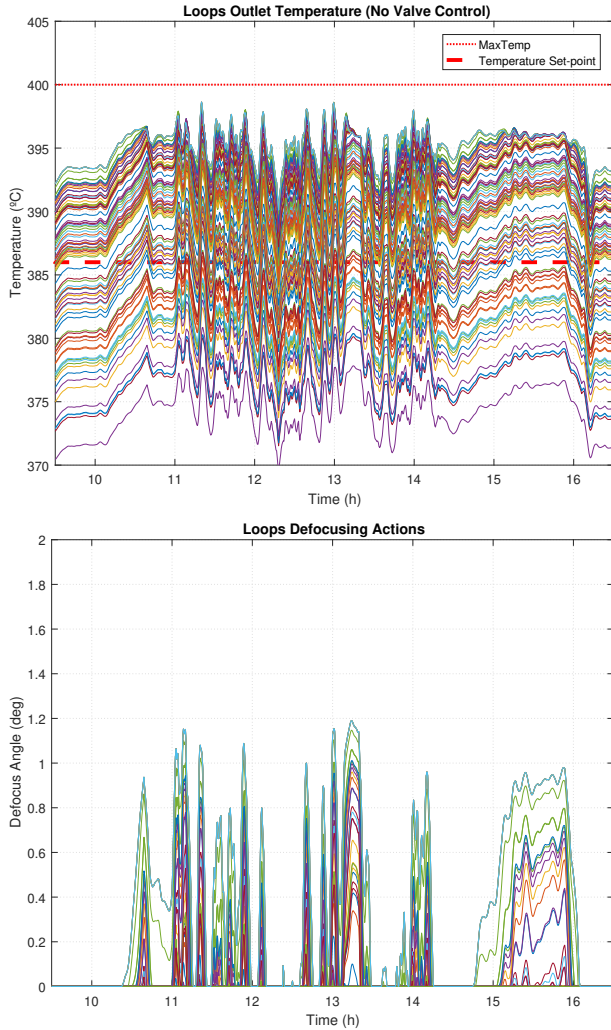 Loops Outlet Temperature (No Valve Control)
405
400
395
390
385
380
375
370
Temperature (ºC)
MaxTemp
Temperature Set-point
10 11 12 13 14 15 16
Time (h)
Loops Defocusing Actions
2
1.8
1.6
1.4
1.2
1
0.8
0.6
0.4
0.2
0
Defocus Angle (deg)
10 11 12 13 14 15 16
Time (h)